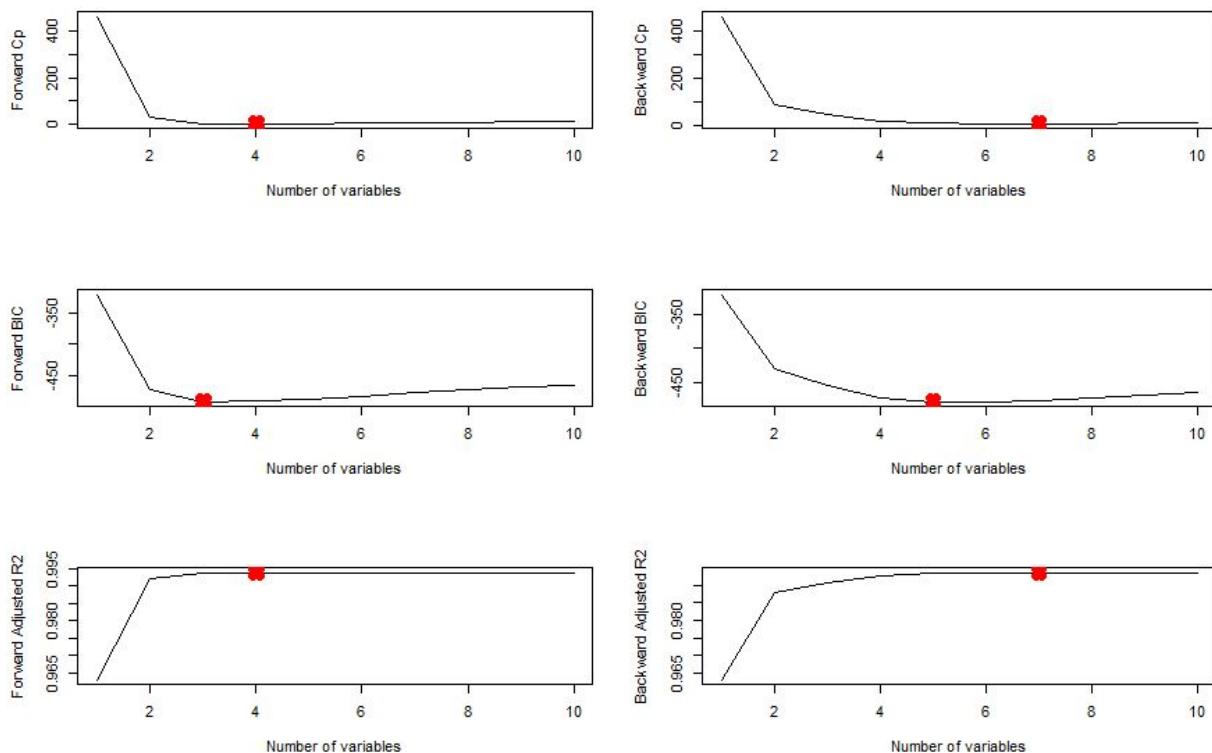 Forward Cp
0 200 400
2 4 6 8 10
Number of variables
Backward Cp
0 200 400
2 4 6 8 10
Number of variables
Forward BIC
-450 -350
2 4 6 8 10
Number of variables
Backward BIC
-450 -350
2 4 6 8 10
Number of variables
Forward Adjusted R2
0.965 0.980 0.995
2 4 6 8 10
Number of variables
Backward Adjusted R2
0.965 0.980
2 4 6 8 10
Number of variables